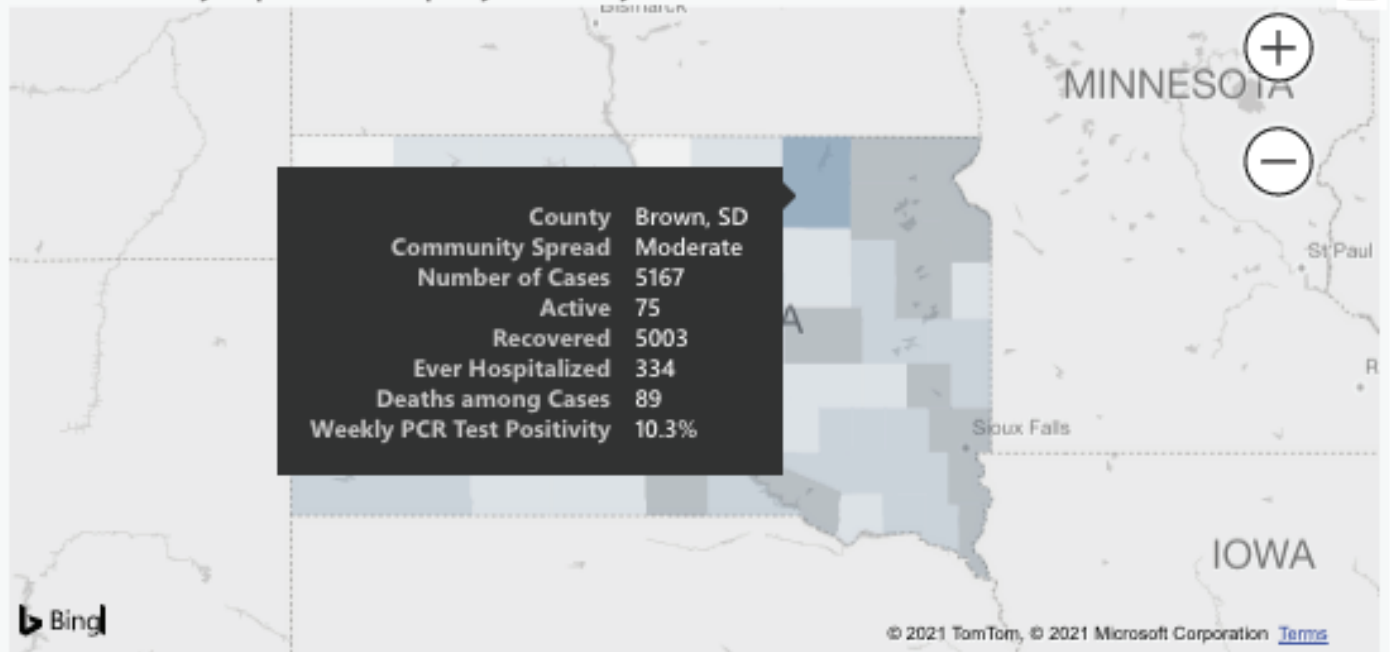 Bismarck
MINNESOTA
County Brown, SD
Community Spread Moderate
Number of Cases 5167
Active 75
Recovered 5003
Ever Hospitalized 334
Deaths among Cases 89
Weekly PCR Test Positivity 10.3%
St Paul
A
R
Sioux Falls
IOWA
Bing
© 2021 TomTom, © 2021 Microsoft Corporation Terms